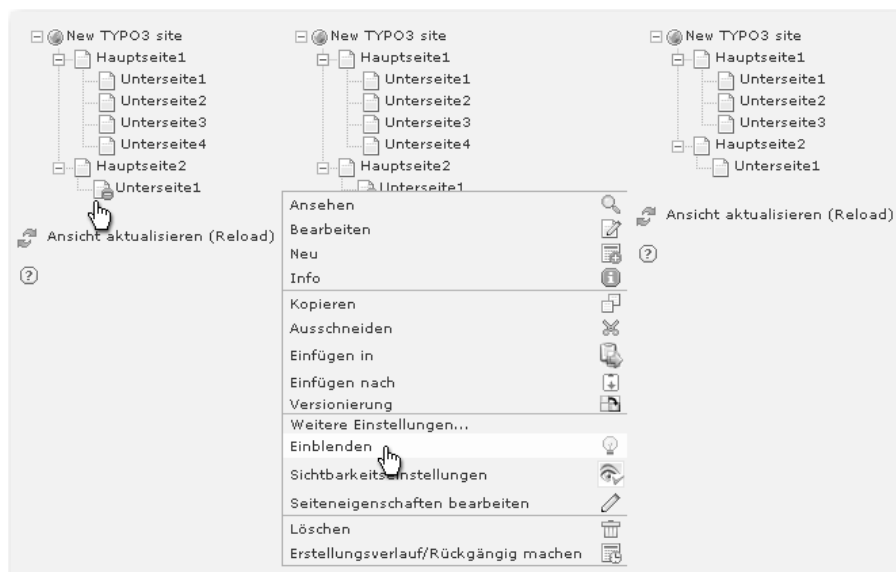 New TYPO3 site
Hauptseite1
Unterseite1
Unterseite2
Unterseite3
Unterseite4
Hauptseite2
Unterseite1
Ansicht aktualisieren (Reload)
?
New TYPO3 site
Hauptseite1
Unterseite1
Unterseite2
Unterseite3
Unterseite4
Hauptseite2
Unterseite1
Ansehen
Bearbeiten
Neu
Info
Kopieren
Ausschneiden
Einfügen in
Einfügen nach
Versionierung
Weitere Einstellungen...
Einblenden
Sichtbarkeitseinstellungen
Seiteneigenschaften bearbeiten
Löschen
Erstellungsverlauf/Rückgängig machen
New TYPO3 site
Hauptseite1
Unterseite1
Unterseite2
Unterseite3
Hauptseite2
Unterseite1
Ansicht aktualisieren (Reload)
?